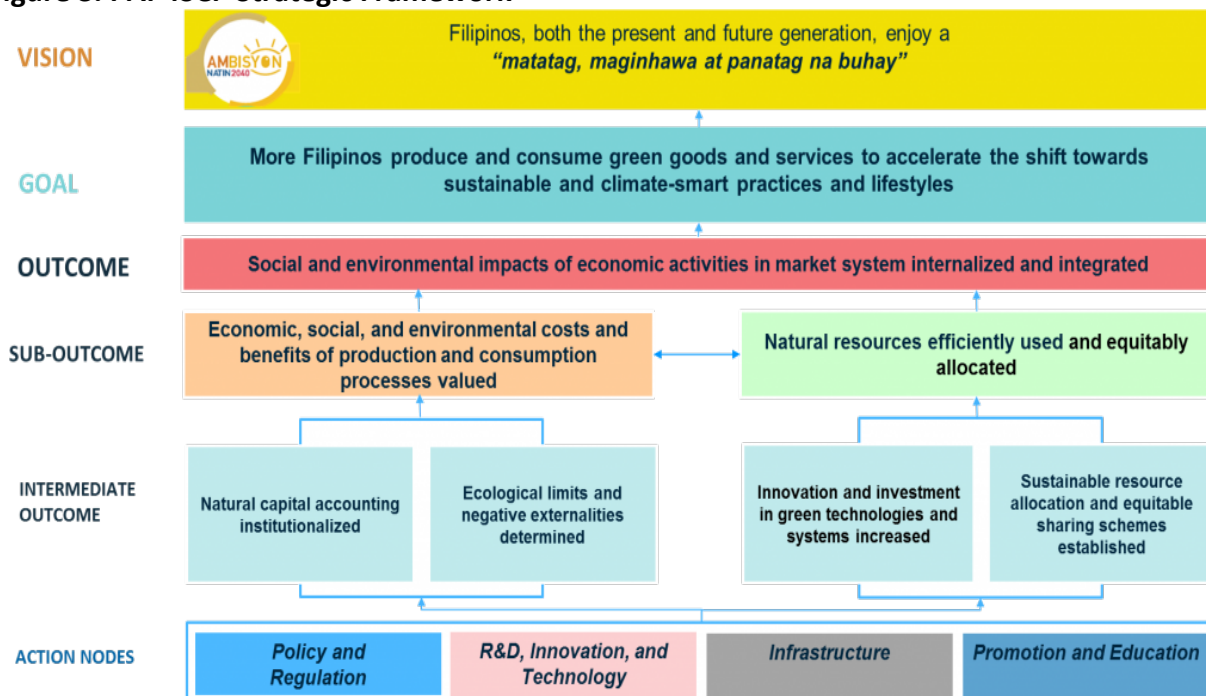 VISION
AMBISYON
NATIN 2040
Filipinos, both the present and future generation, enjoy a
“matatag, maginhawa at panatag na buhay”
GOAL
More Filipinos produce and consume green goods and services to accelerate the shift towards
sustainable and climate-smart practices and lifestyles
OUTCOME
Social and environmental impacts of economic activities in market system internalized and integrated
SUB-OUTCOME
Economic, social, and environmental costs and
benefits of production and consumption
processes valued
Natural resources efficiently used and equitably
allocated
INTERMEDIATE
OUTCOME
Natural capital accounting
institutionalized
Ecological limits and
negative externalities
determined
Innovation and investment
in green technologies and
systems increased
Sustainable resource
allocation and equitable
sharing schemes
established
ACTION NODES
Policy and
Regulation
R&D, Innovation, and
Technology
Infrastructure
Promotion and Education